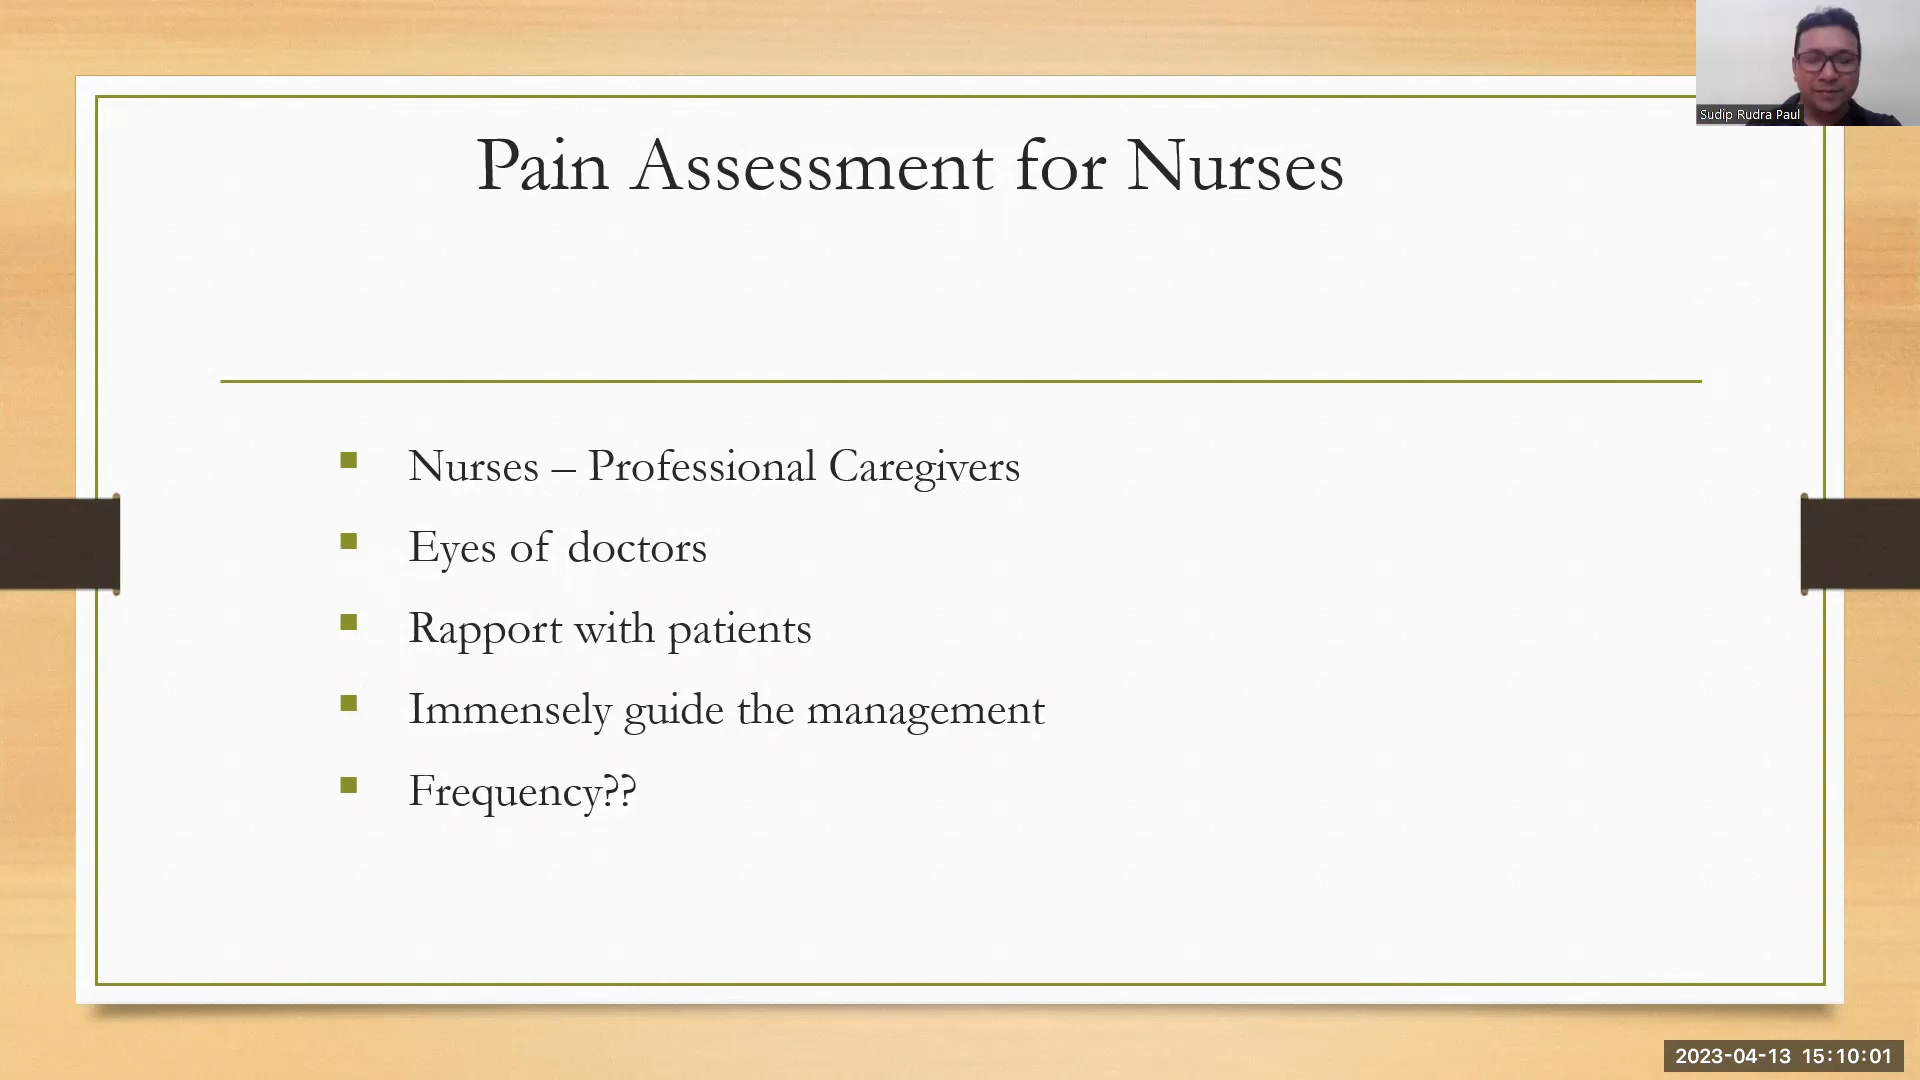 Sudip Rudra Paul
Pain Assessment for Nurses
Nurses – Professional Caregivers
Eyes of doctors
Rapport with patients
Immensely guide the management
Frequency??
2023-04-13 15:10:01